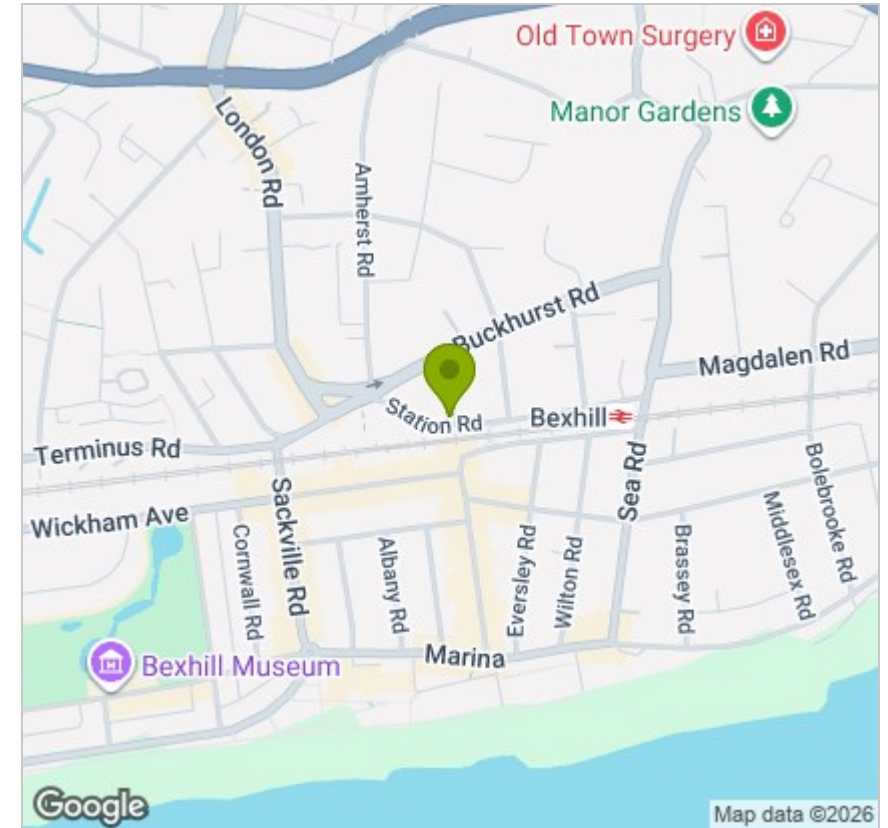 Old Town Surgery
Manor Gardens
London Rd
Amherst Rd
Buckhurst Rd
Magdalen Rd
Station Rd
Bexhill
Terminus Rd
Sackville Rd
Wickham Ave
Sea Rd
Bolebrooke Rd
Middlesex Rd
Cornwall Rd
Albany Rd
Eversley Rd
Wilton Rd
Brassey Rd
Marina
Bexhill Museum
Google
Map data ©2026